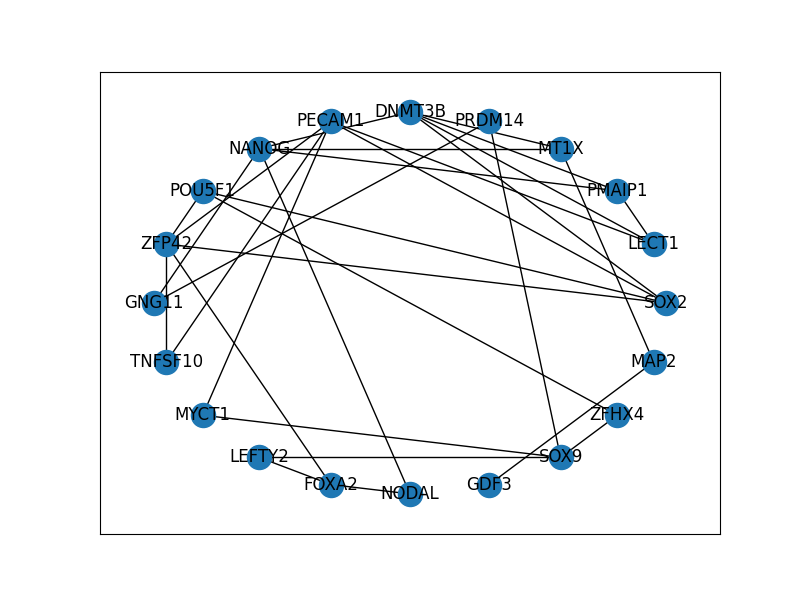 DNMT3B
PECAM1
PRDM14
NANOG
MT1X
POU5F1
PMAIP1
ZFP42
LECT1
GNG11
SOX2
TNFSF10
MAP2
MYCT1
ZFHX4
LEFTY2
SOX9
FOXA2
GDF3
NODAL